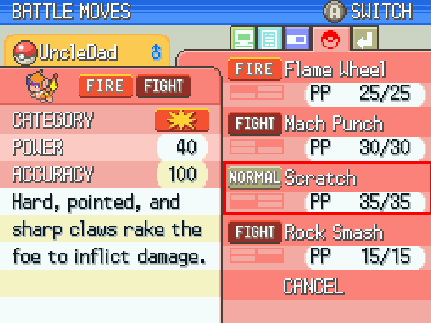 BATTLE MOVES
Ⓐ SWITCH
UncleDad ♂
FIRE FIGHT
CATEGORY
POWER 40
ACCURACY 100
Hard, pointed, and
sharp claws rake the
foe to inflict damage.
FIRE Flame Wheel
PP 25/25
FIGHT Mach Punch
PP 30/30
NORMAL Scratch
PP 35/35
FIGHT Rock Smash
PP 15/15
CANCEL